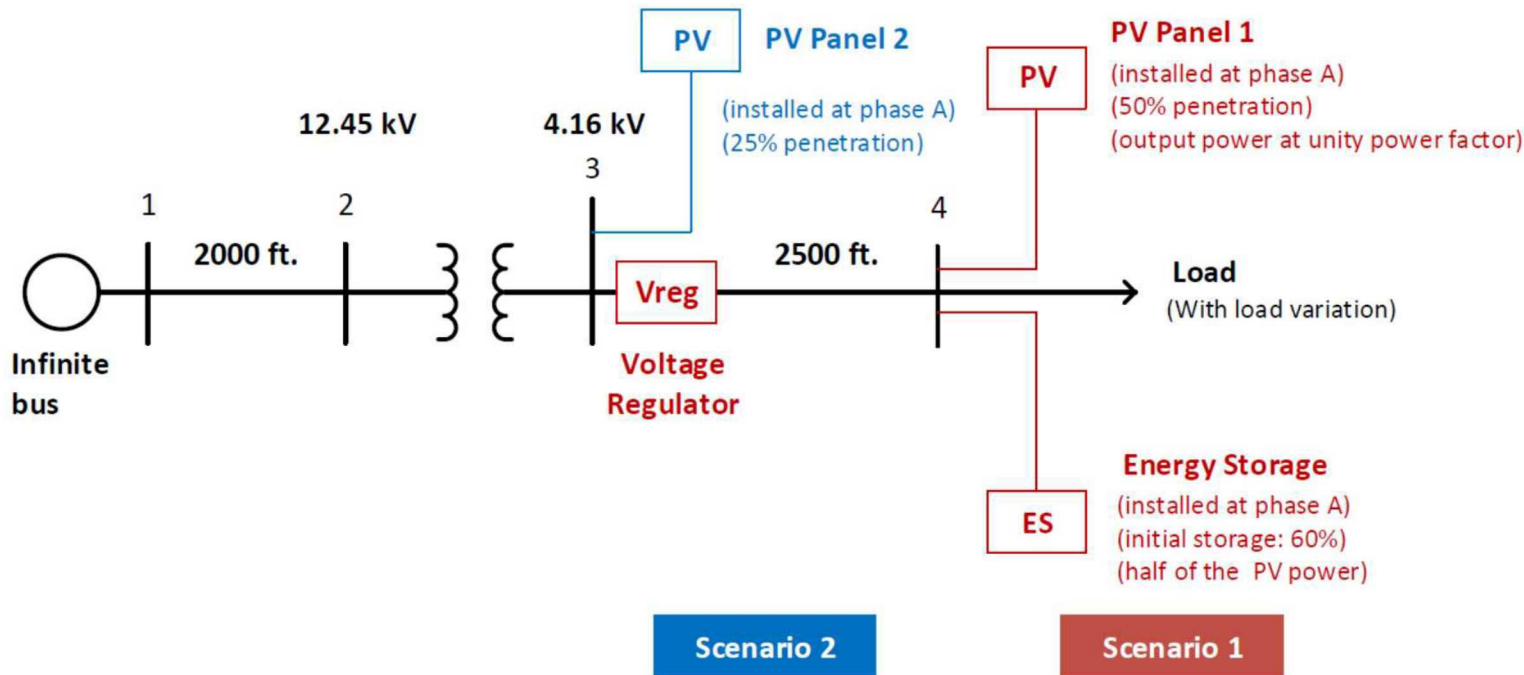 PV
PV Panel 2
(installed at phase A)
(25% penetration)
PV
PV Panel 1
(installed at phase A)
(50% penetration)
(output power at unity power factor)
12.45 kV
4.16 kV
1
2
3
4
2000 ft.
2500 ft.
Vreg
Voltage
Regulator
Infinite
bus
Load
(With load variation)
ES
Energy Storage
(installed at phase A)
(initial storage: 60%)
(half of the PV power)
Scenario 2
Scenario 1